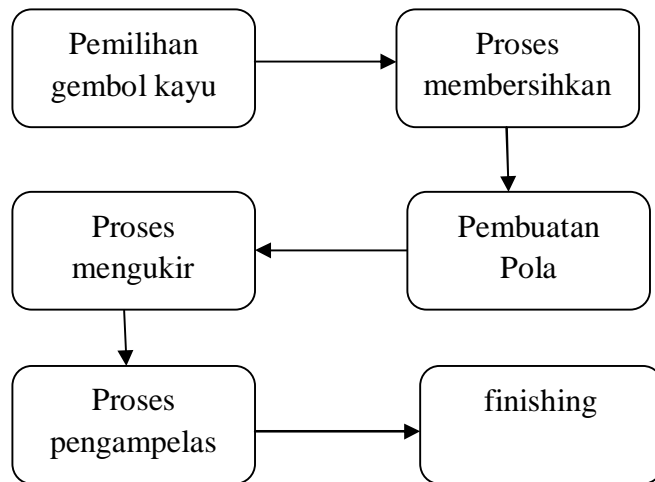 Pemilihan
gembol kayu
Proses
membersihkan
Pembuatan
Pola
Proses
mengukir
Proses
pengampelas
finishing